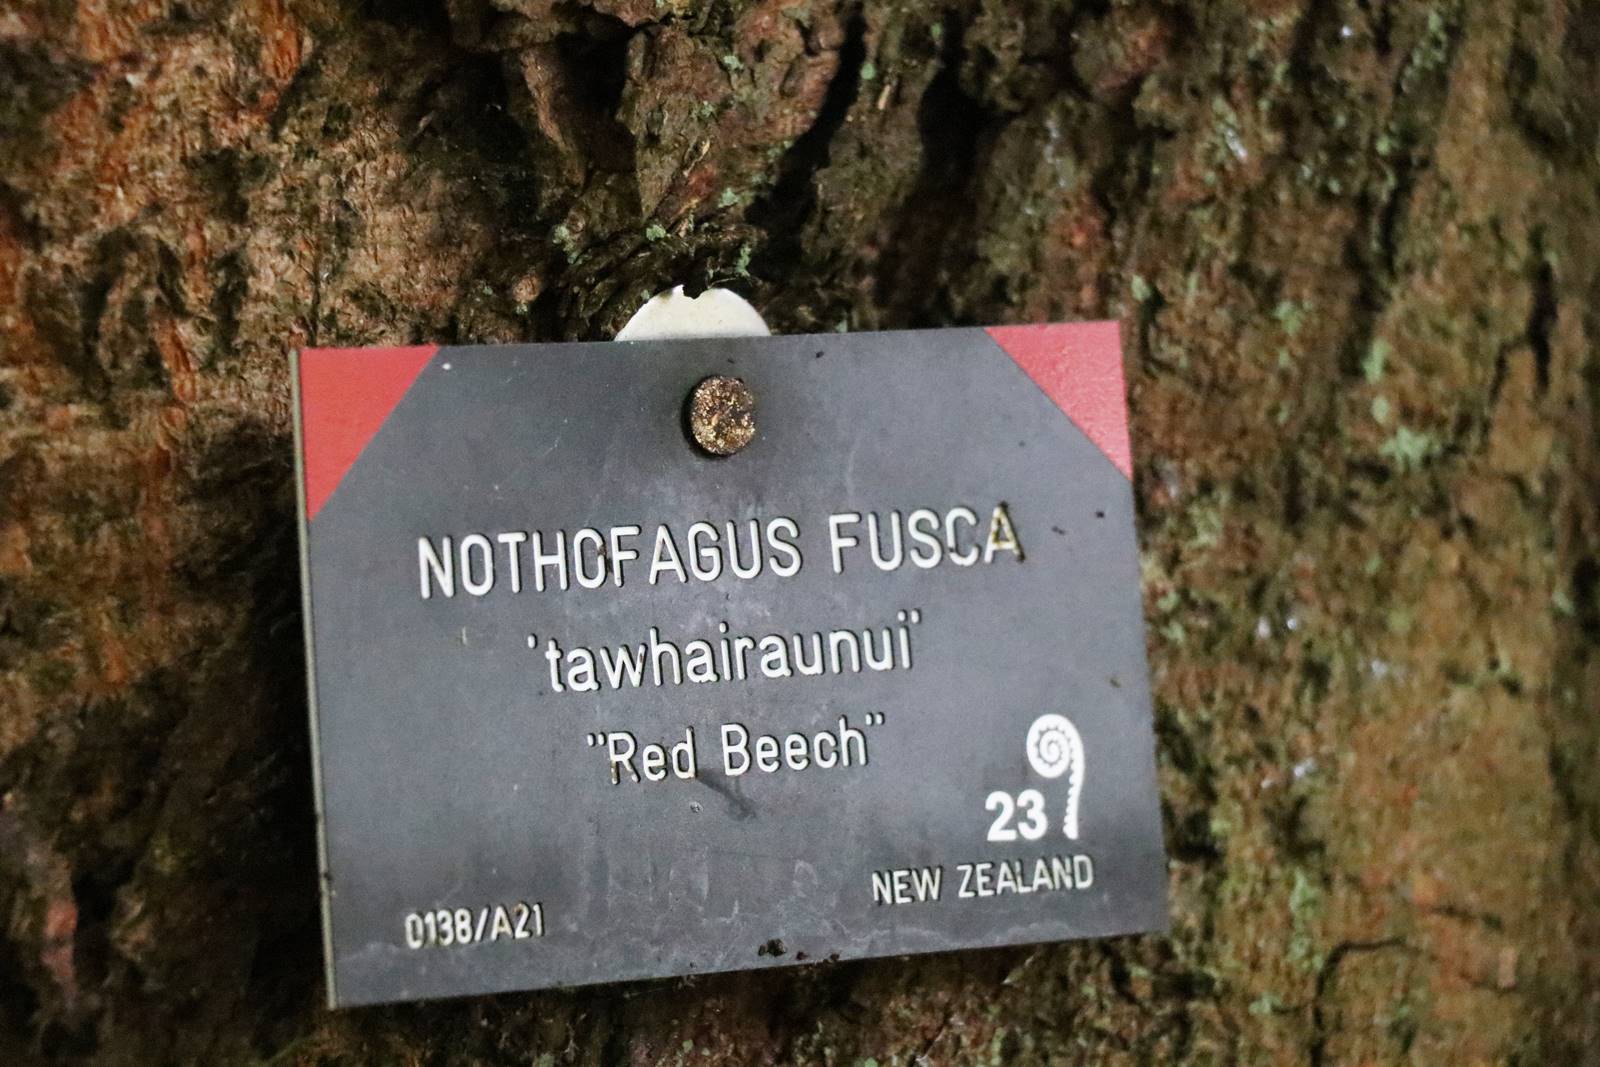 NOTHOFAGUS FUSCA
'tawhairaunui'
"Red Beech"
23
NEW ZEALAND
0138/A21